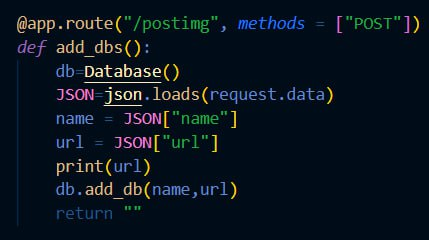 @app.route("/postimg", methods = ["POST"])
def add_dbs():
    db=Database()
    JSON=json.loads(request.data)
    name = JSON["name"]
    url = JSON["url"]
    print(url)
    db.add_db(name,url)
    return ""